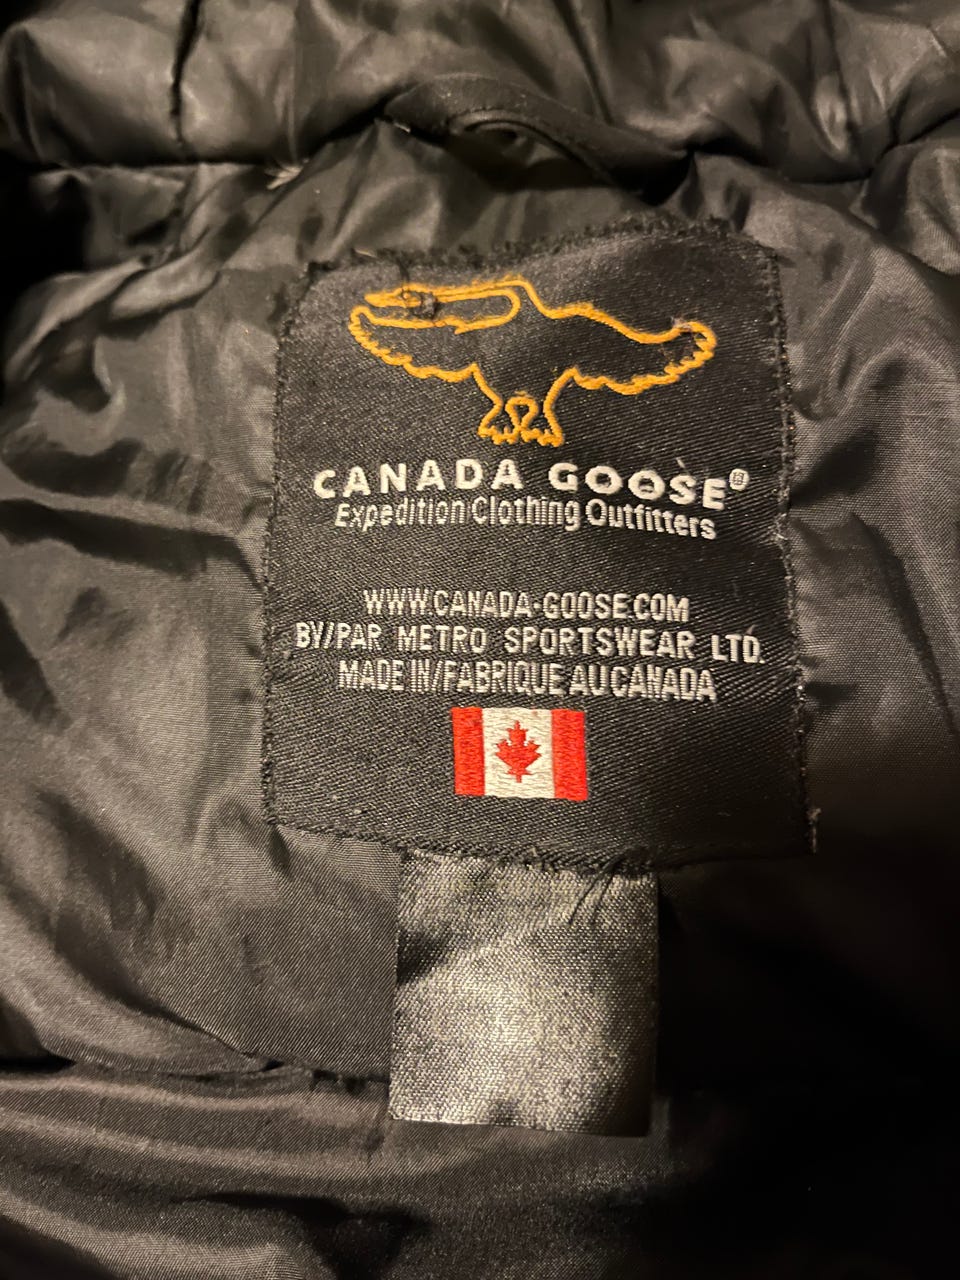 CANADA GOOSE®
Expedition Clothing Outfitters
WWW.CANADA-GOOSE.COM
BY/PAR METRO SPORTSWEAR LTD.
MADE IN/FABRIQUE AU CANADA